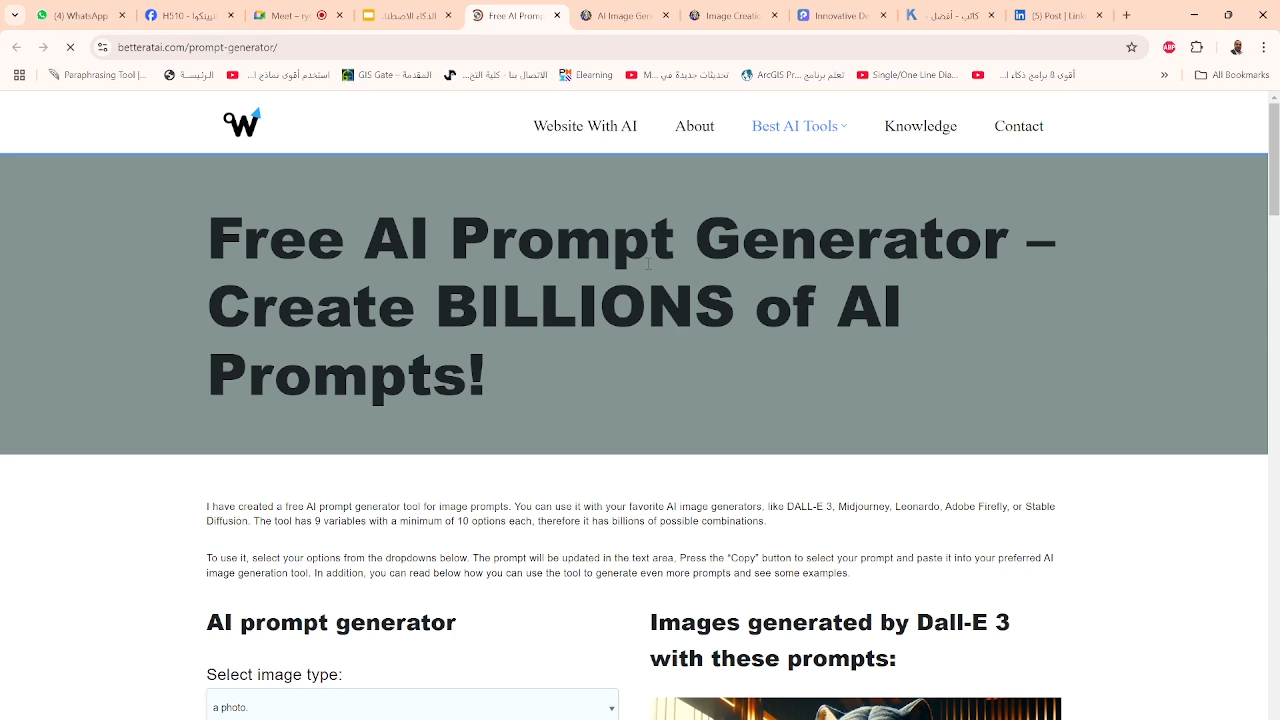 (4) WhatsApp
H510 - تبييتكها
Meet – ryc
الذكاء الاصطنا.
Free AI Promp
AI Image Gen
Image Creatic
Innovative De
كاتب - أفضل
(5) Post | Link
betteratai.com/prompt-generator/
Paraphrasing Tool |...
الرئيسية
استخدم أقوى نماذج ا...
GIS Gate – المقدمة
الاتصال بنا - كلية التج...
Elearning
تحديثات جديدة في M...
تعلم برنامج ArcGIS Pr...
Single/One Line Dia...
أقوى 8 برامج ذكاء ا...
»
All Bookmarks
W
Website With AI
About
Best AI Tools
Knowledge
Contact
Free AI Prompt Generator –
Create BILLIONS of AI
Prompts!
I have created a free AI prompt generator tool for image prompts. You can use it with your favorite AI image generators, like DALL-E 3, Midjourney, Leonardo, Adobe Firefly, or Stable
Diffusion. The tool has 9 variables with a minimum of 10 options each, therefore it has billions of possible combinations.
To use it, select your options from the dropdowns below. The prompt will be updated in the text area, Press the “Copy” button to select your prompt and paste it into your preferred AI
image generation tool. In addition, you can read below how you can use the tool to generate even more prompts and see some examples.
AI prompt generator
Select image type:
a photo.
Images generated by Dall-E 3
with these prompts: